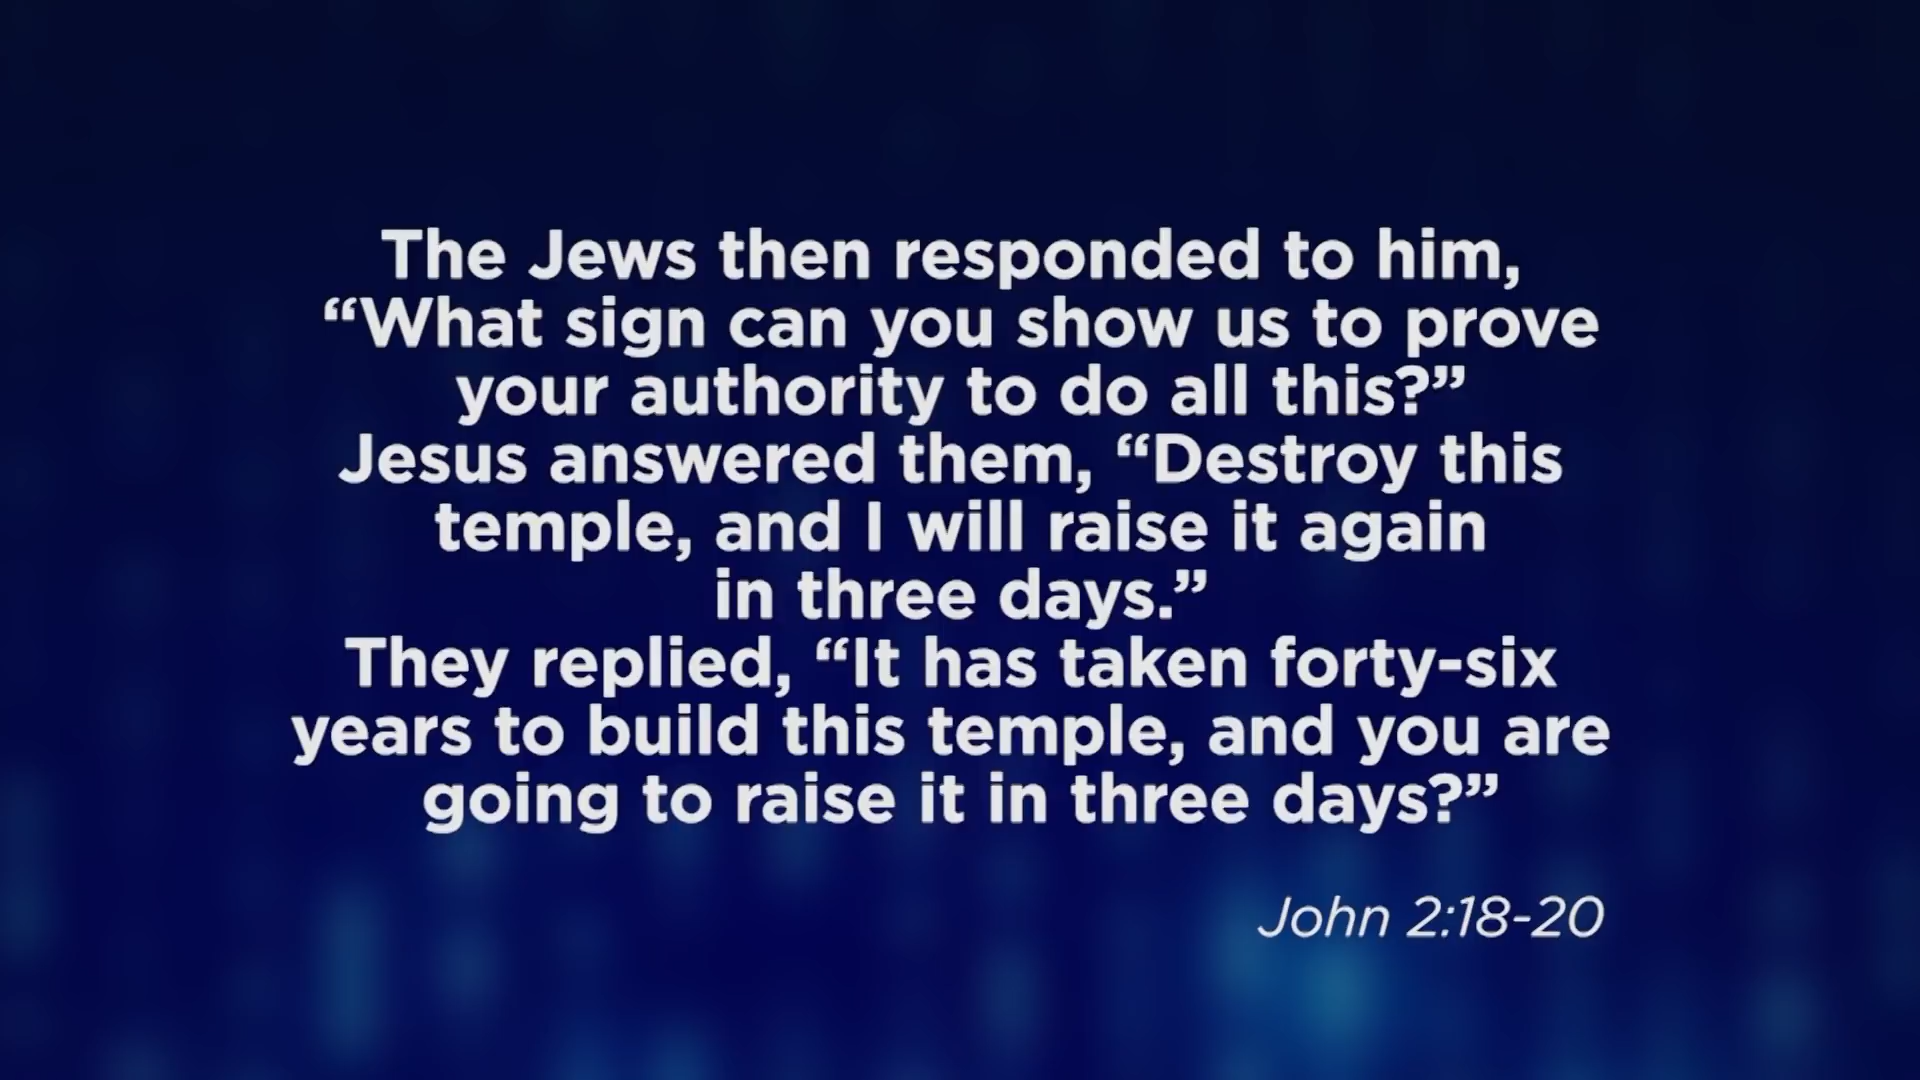 The Jews then responded to him,
“What sign can you show us to prove
your authority to do all this?”
Jesus answered them, “Destroy this
temple, and I will raise it again
in three days.”
They replied, “It has taken forty-six
years to build this temple, and you are
going to raise it in three days?”
John 2:18-20